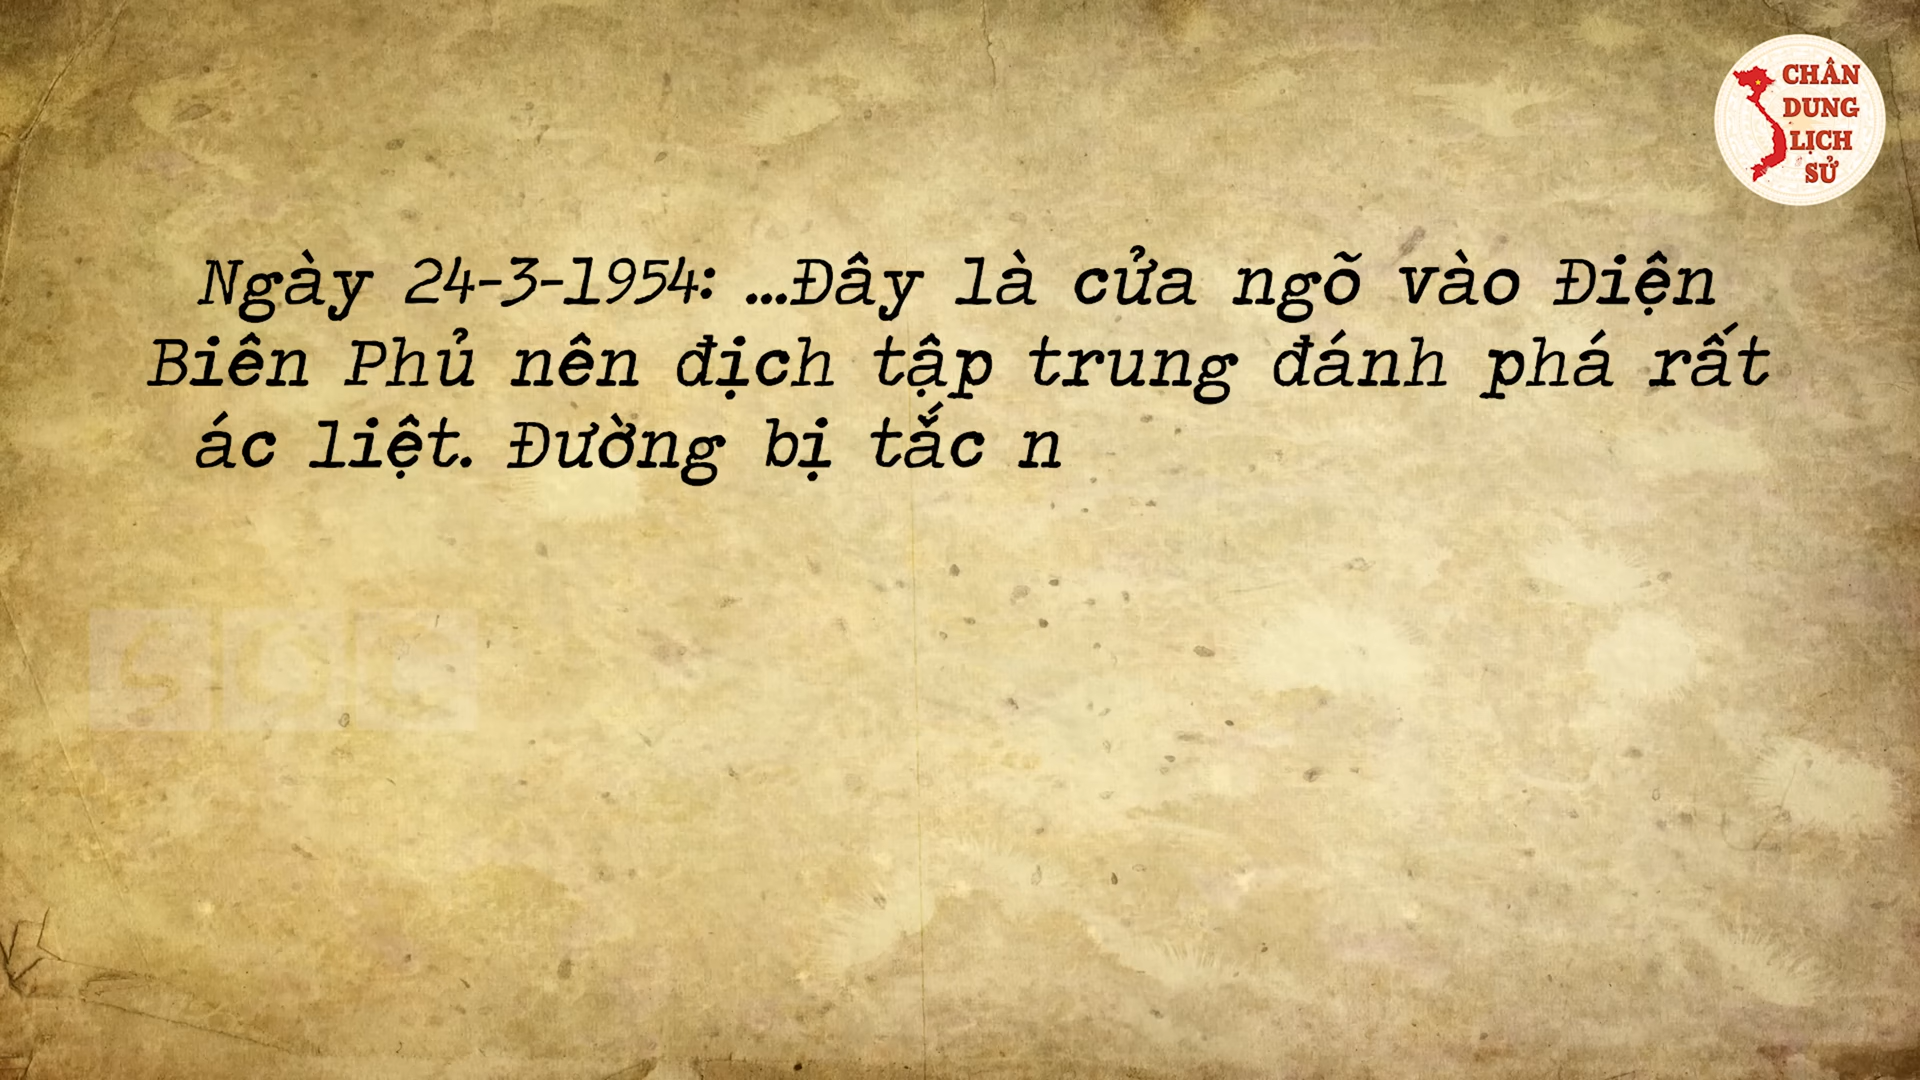 CHÂN
DUNG
LỊCH
SỬ
Ngày 24-3-1954: ...Đây là cửa ngõ vào Điện
Biên Phủ nên địch tập trung đánh phá rất
ác liệt. Đường bị tắc n